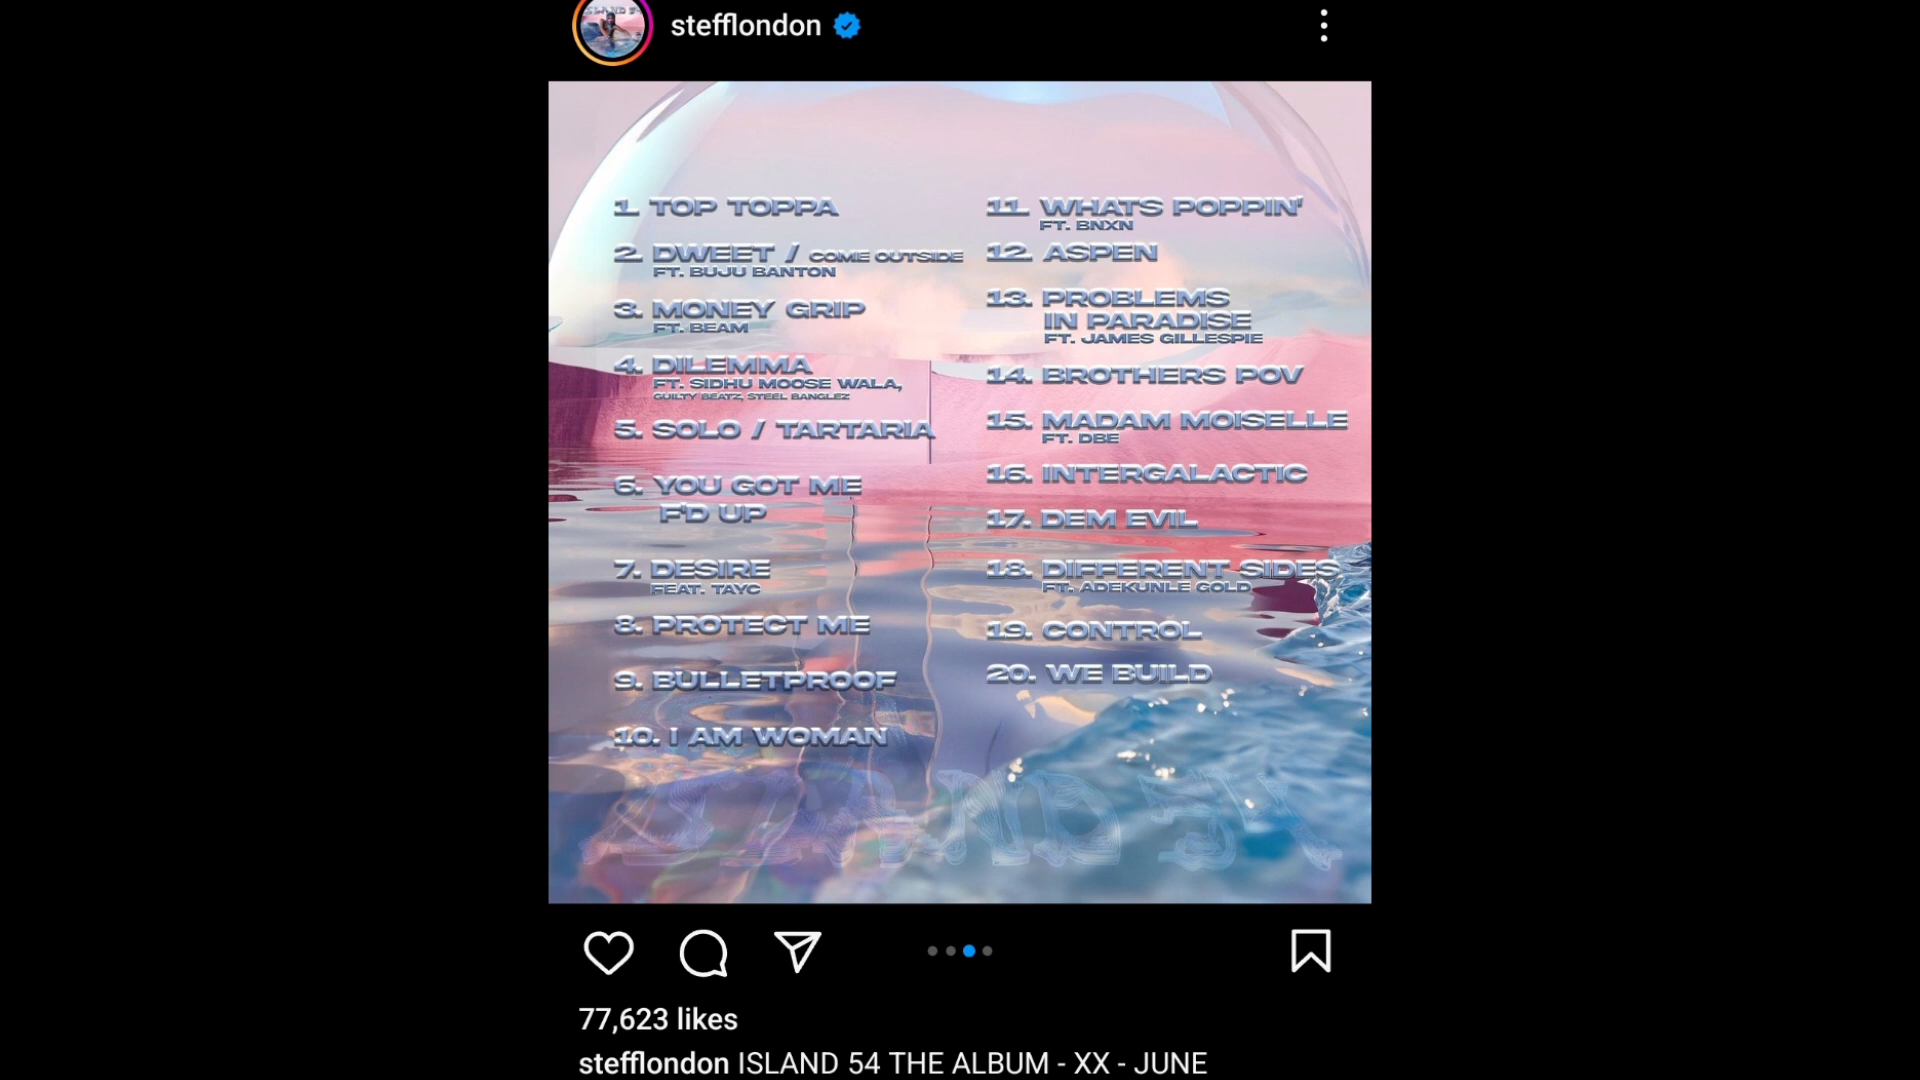 stefflondon
1. TOP TOPPA
2. DWEET / COME OUTSIDE
FT. BUJU BANTON
3. MONEY GRIP
FT. BEAM
4. DILEMMA
FT. SIDHU MOOSE WALA,
GUILTY BEATZ, STEEL BANGLEZ
5. SOLO / TARTARIA
6. YOU GOT ME
F'D UP
7. DESIRE
FEAT. TAYC
8. PROTECT ME
9. BULLETPROOF
10. I AM WOMAN
11. WHATS POPPIN'
FT. BNXN
12. ASPEN
13. PROBLEMS
IN PARADISE
FT. JAMES GILLESPIE
14. BROTHERS POV
15. MADAM MOISELLE
FT. DBE
16. INTERGALACTIC
17. DEM EVIL
18. DIFFERENT SIDES
FT. ADEKUNLE GOLD
19. CONTROL
20. WE BUILD
ISLAND 54
77,623 likes
stefflondon ISLAND 54 THE ALBUM - XX - JUNE